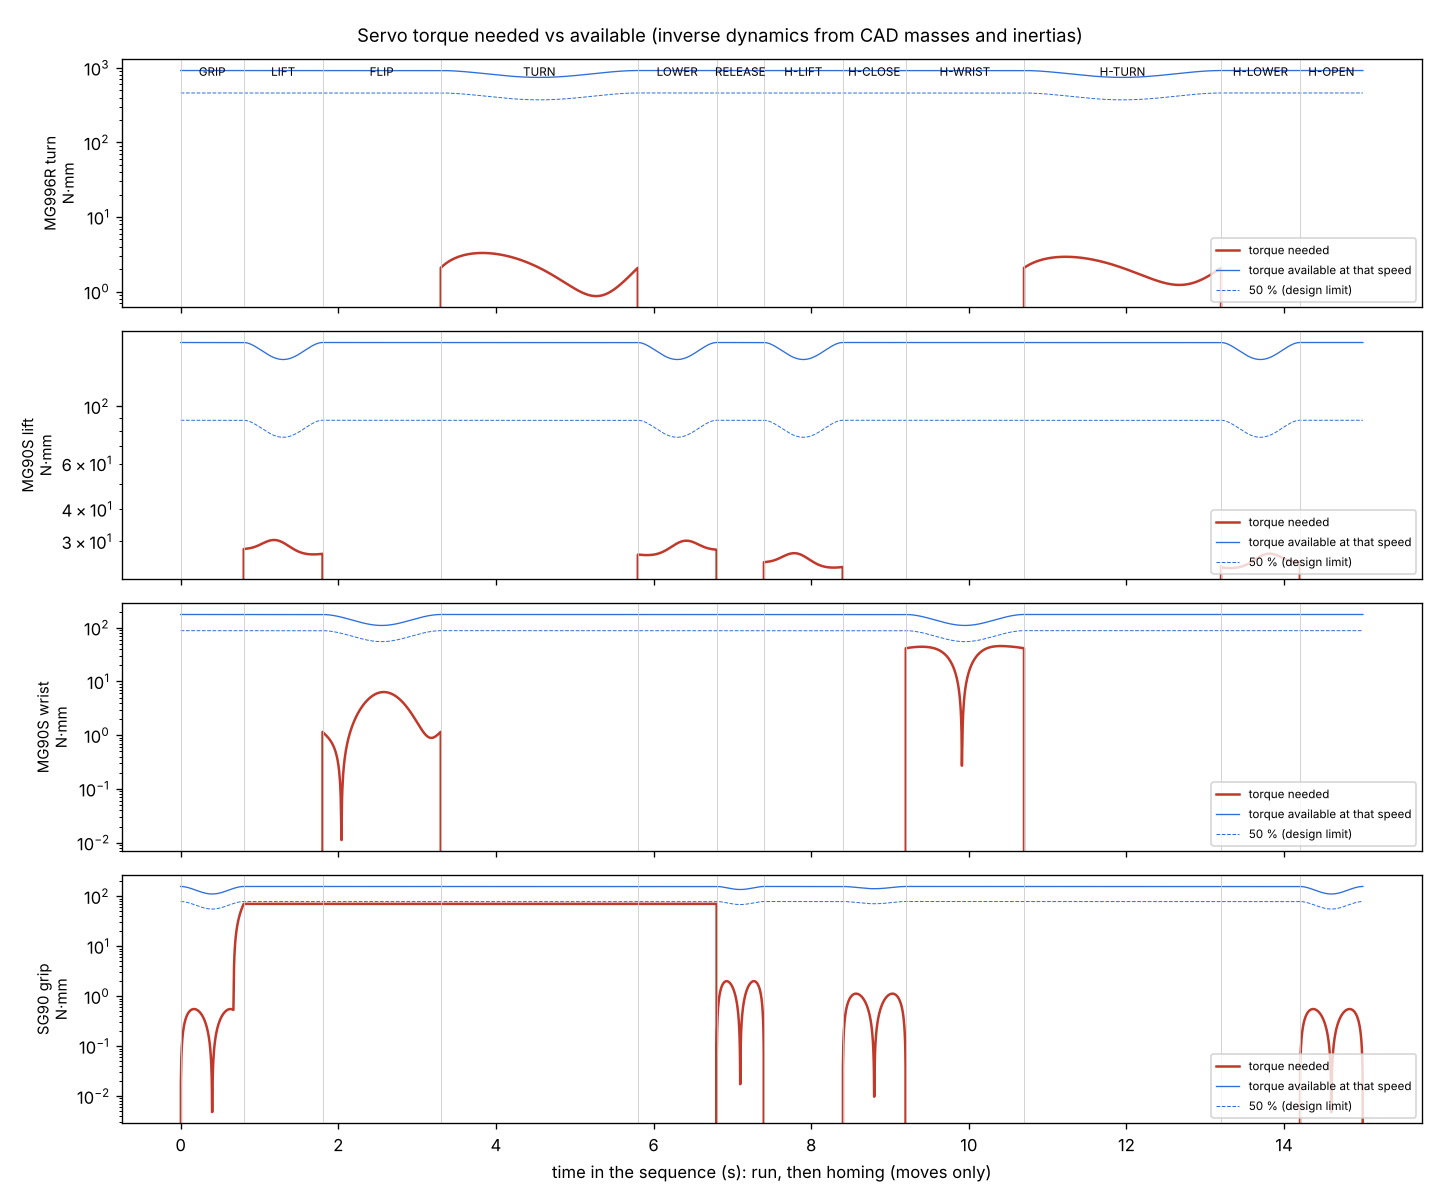 Servo torque needed vs available (inverse dynamics from CAD masses and inertias)
GRIP LIFT FLIP TURN LOWER RELEASE H-LIFT H-CLOSE H-WRIST H-TURN H-LOWER H-OPEN
MG996R turn
N·mm
10³
10²
10¹
10⁰
torque needed
torque available at that speed
50 % (design limit)
MG90S lift
N·mm
10²
6 × 10¹
4 × 10¹
3 × 10¹
torque needed
torque available at that speed
50 % (design limit)
MG90S wrist
N·mm
10²
10¹
10⁰
10⁻¹
10⁻²
torque needed
torque available at that speed
50 % (design limit)
SG90 grip
N·mm
10²
10¹
10⁰
10⁻¹
10⁻²
torque needed
torque available at that speed
50 % (design limit)
0 2 4 6 8 10 12 14
time in the sequence (s): run, then homing (moves only)